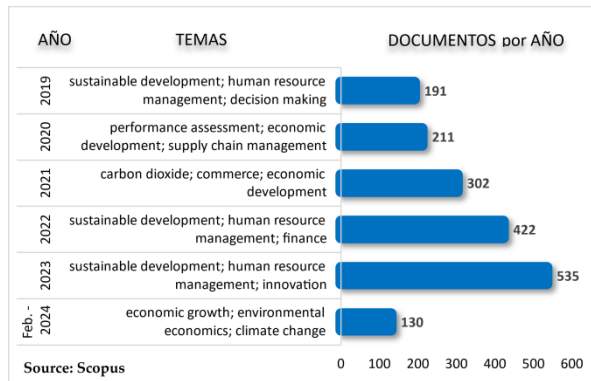 AÑO TEMAS DOCUMENTOS por AÑO
2019 sustainable development; human resource
management; decision making 191
2020 performance assessment; economic
development; supply chain management 211
2021 carbon dioxide; commerce; economic
development 302
2022 sustainable development; human resource
management; finance 422
2023 sustainable development; human resource
management; innovation 535
Feb. - economic growth; environmental
2024 economics; climate change 130
Source: Scopus 0 100 200 300 400 500 600